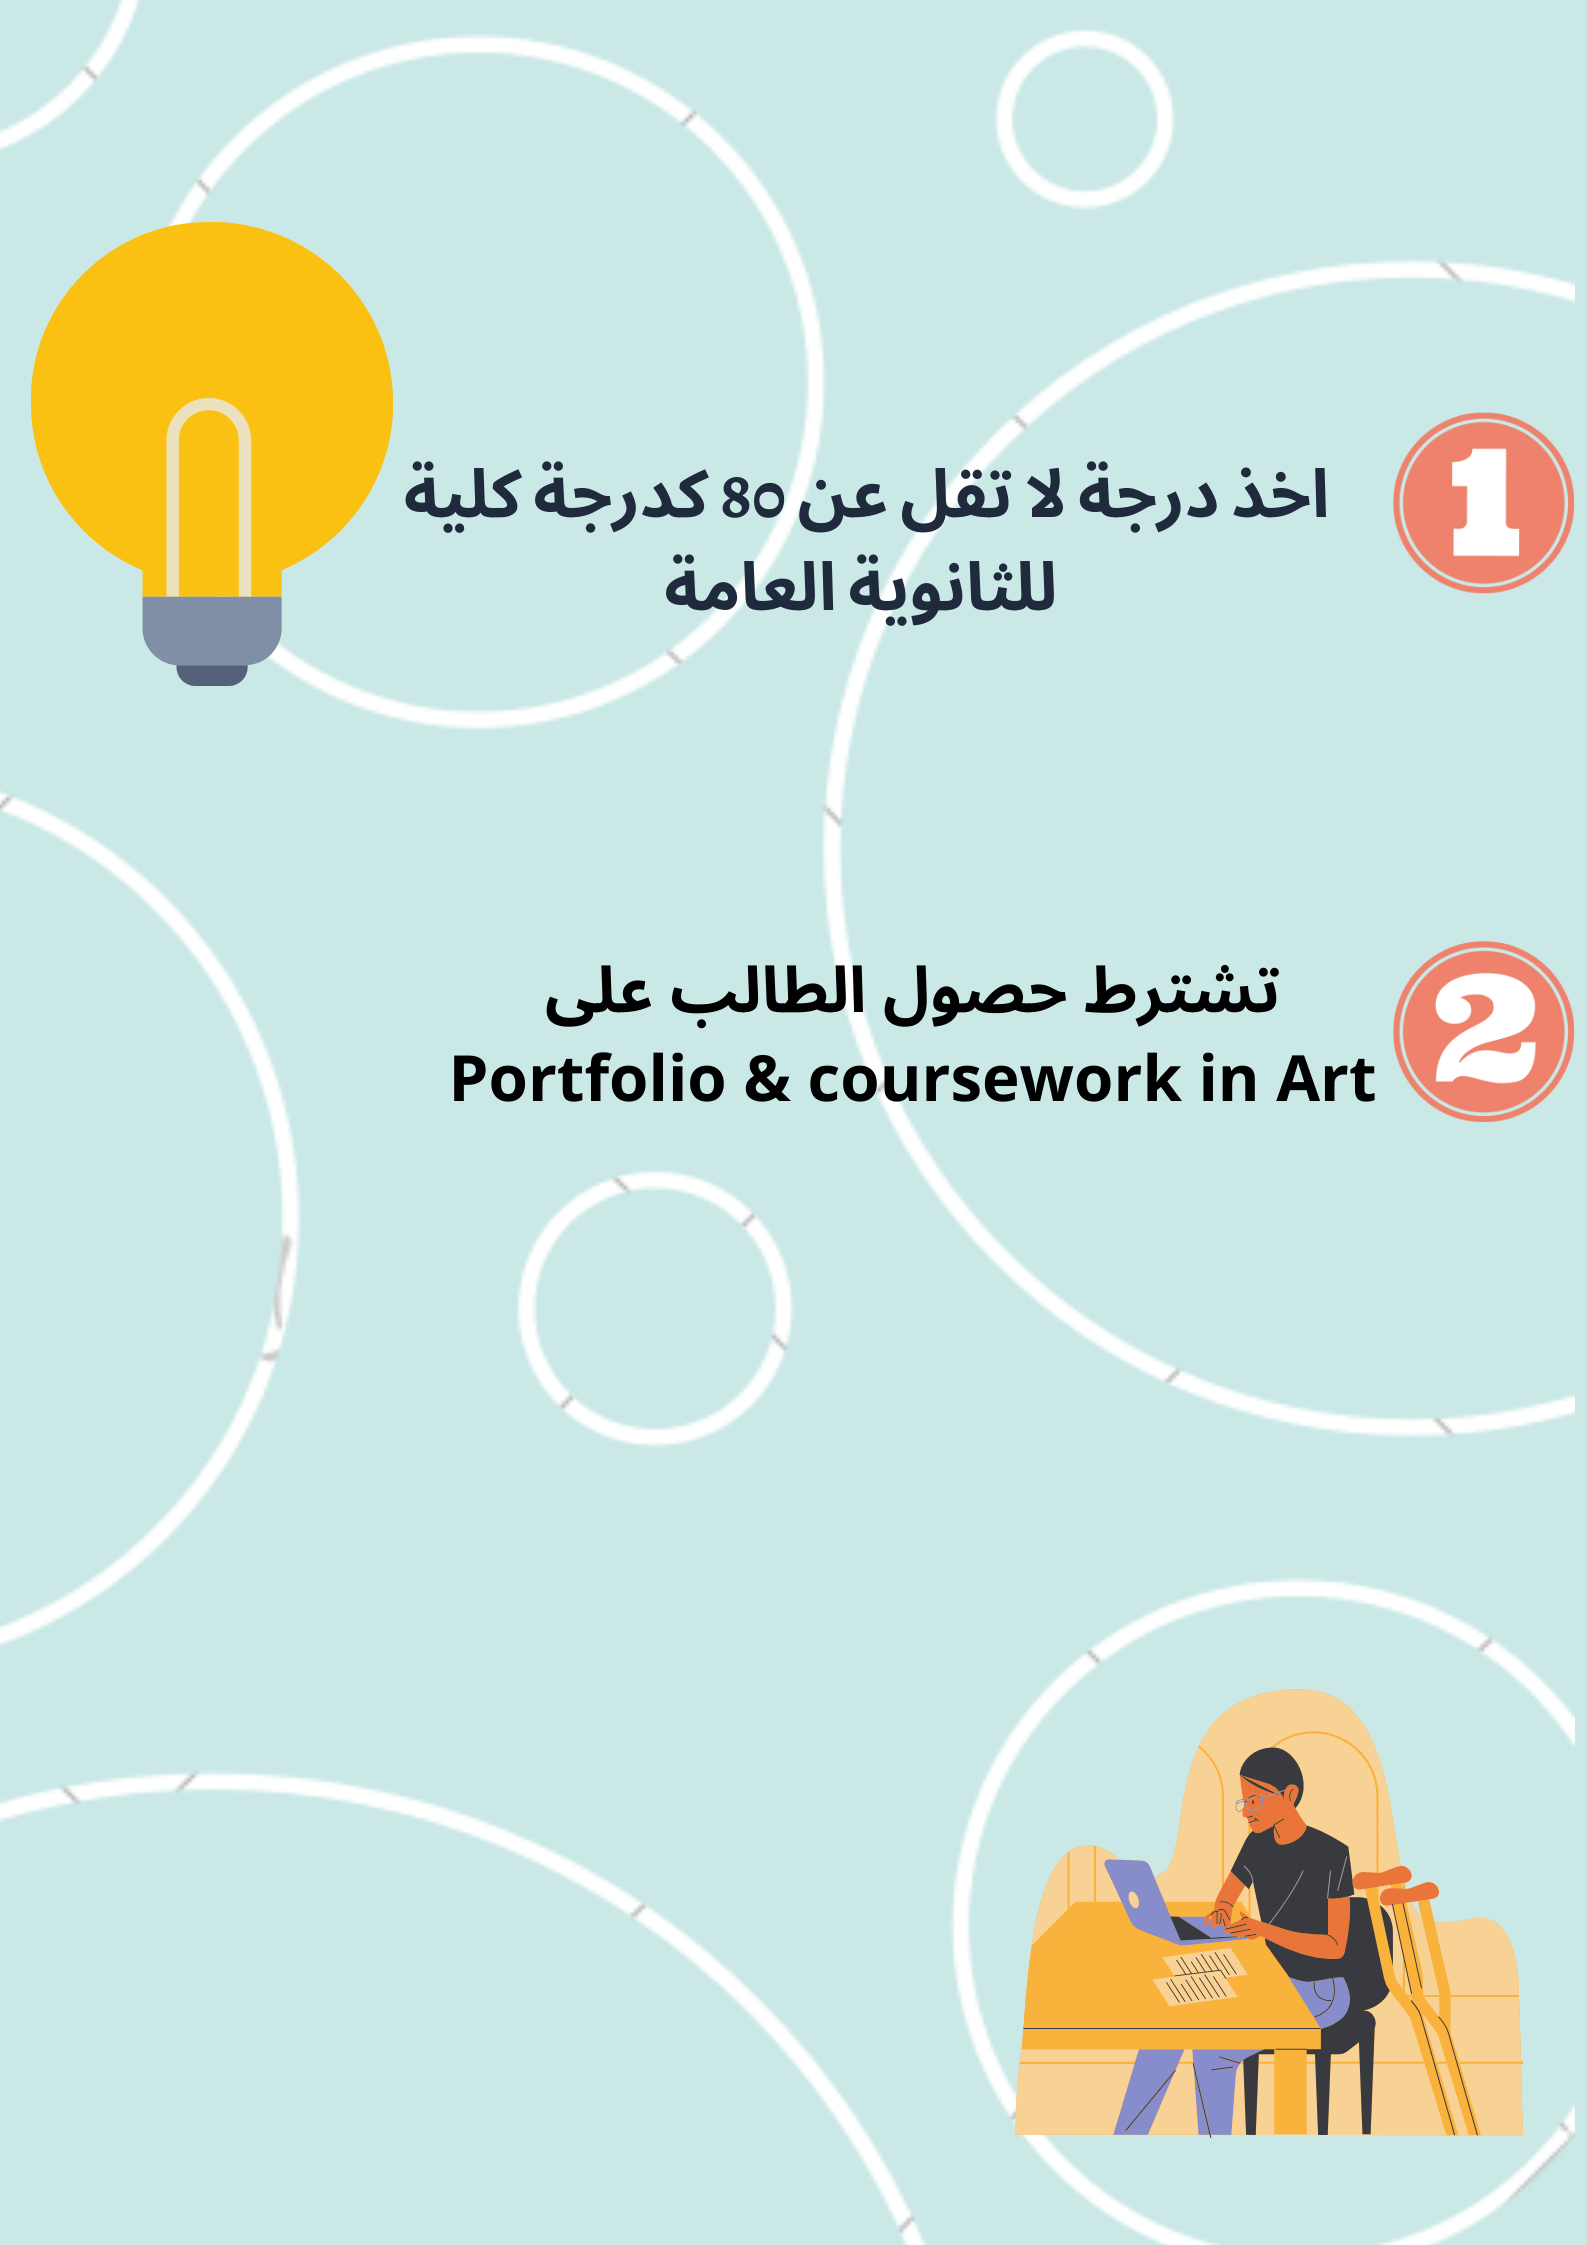 1
اخذ درجة لا تقل عن 80 كدرجة كلية
للثانوية العامة
2
تشترط حصول الطالب على
Portfolio & coursework in Art